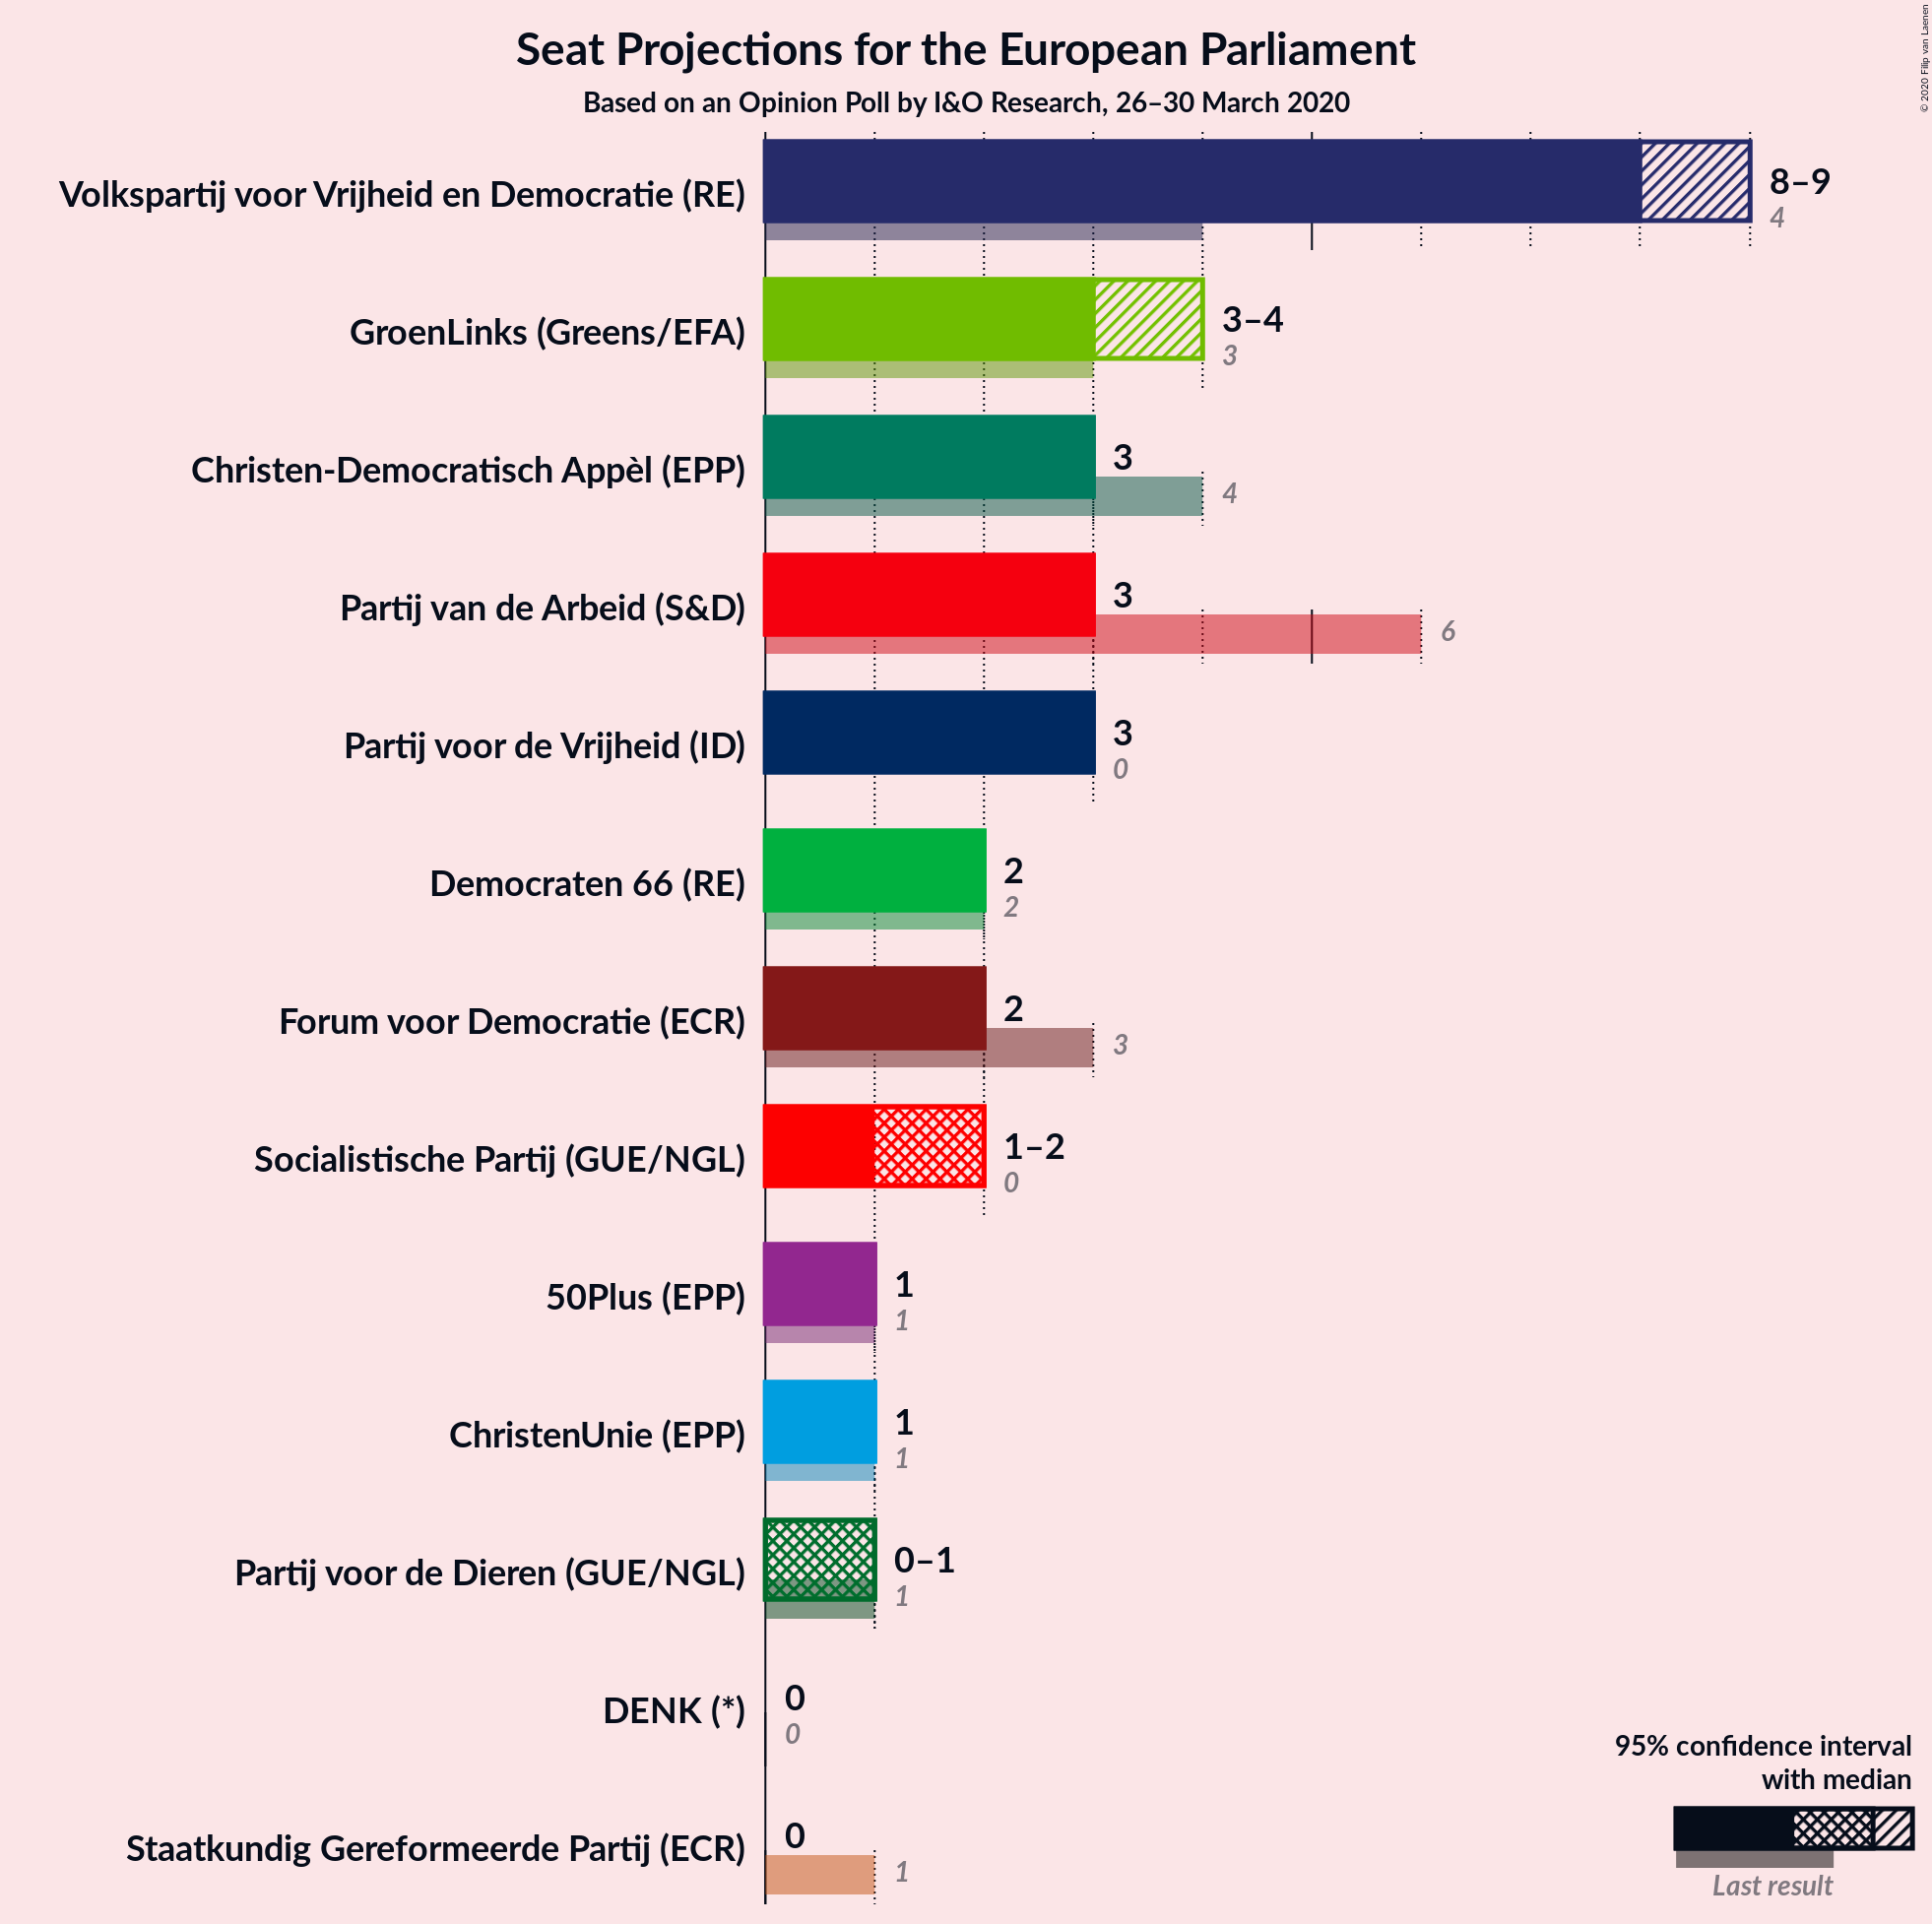 Seat Projections for the European Parliament
Based on an Opinion Poll by I&O Research, 26–30 March 2020
© 2020 Filip van Laenen
Volkspartij voor Vrijheid en Democratie (RE)
8–9
4
GroenLinks (Greens/EFA)
3–4
3
Christen-Democratisch Appèl (EPP)
3
4
Partij van de Arbeid (S&D)
3
6
Partij voor de Vrijheid (ID)
3
0
Democraten 66 (RE)
2
2
Forum voor Democratie (ECR)
2
3
Socialistische Partij (GUE/NGL)
1–2
0
50Plus (EPP)
1
1
ChristenUnie (EPP)
1
1
Partij voor de Dieren (GUE/NGL)
0–1
1
DENK (*)
0
0
Staatkundig Gereformeerde Partij (ECR)
0
1
95% confidence interval
with median
Last result